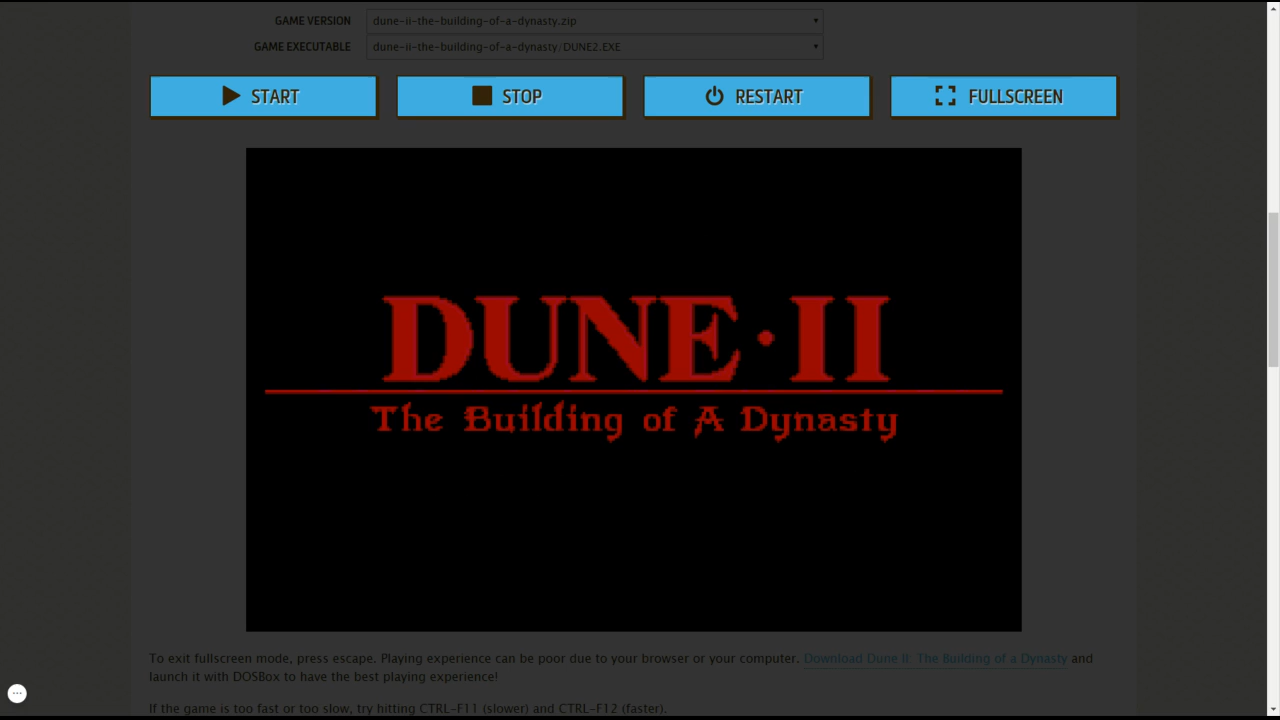 GAME VERSION dune-ii-the-building-of-a-dynasty.zip
GAME EXECUTABLE dune-ii-the-building-of-a-dynasty/DUNE2.EXE
START STOP RESTART FULLSCREEN
DUNE·II
The Building of A Dynasty
To exit fullscreen mode, press escape. Playing experience can be poor due to your browser or your computer. Download Dune II: The Building of a Dynasty and
launch it with DOSBox to have the best playing experience!
If the game is too fast or too slow, try hitting CTRL-F11 (slower) and CTRL-F12 (faster).